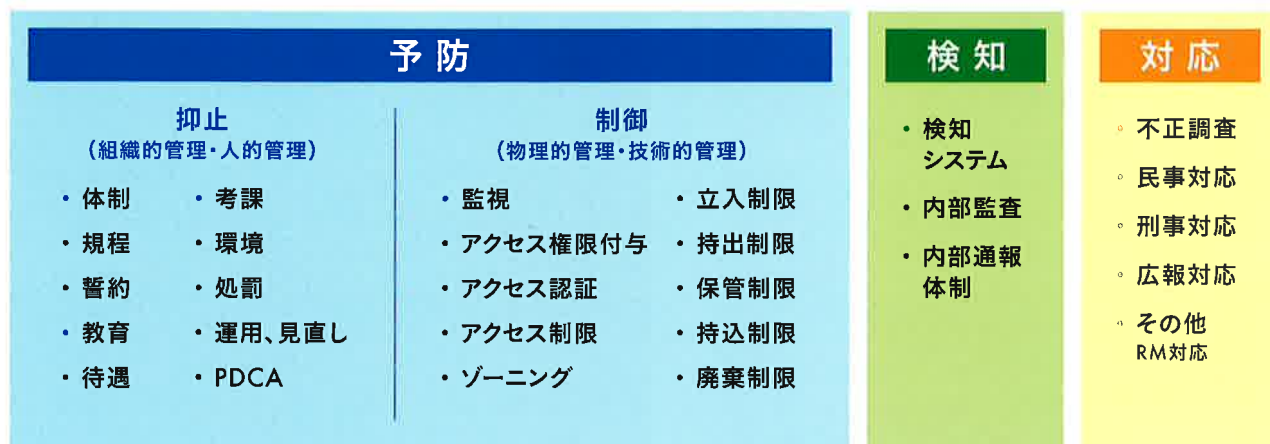 予防
抑止
(組織的管理・人的管理)
・体制
・規程
・誓約
・教育
・待遇
・考課
・環境
・処罰
・運用、見直し
・PDCA
制御
(物理的管理・技術的管理)
・監視
・アクセス権限付与
・アクセス認証
・アクセス制限
・ゾーニング
・立入制限
・持出制限
・保管制限
・持込制限
・廃棄制限
検知
・検知
システム
・内部監査
・内部通報
体制
対応
◦不正調査
◦民事対応
◦刑事対応
◦広報対応
◦その他
RM対応